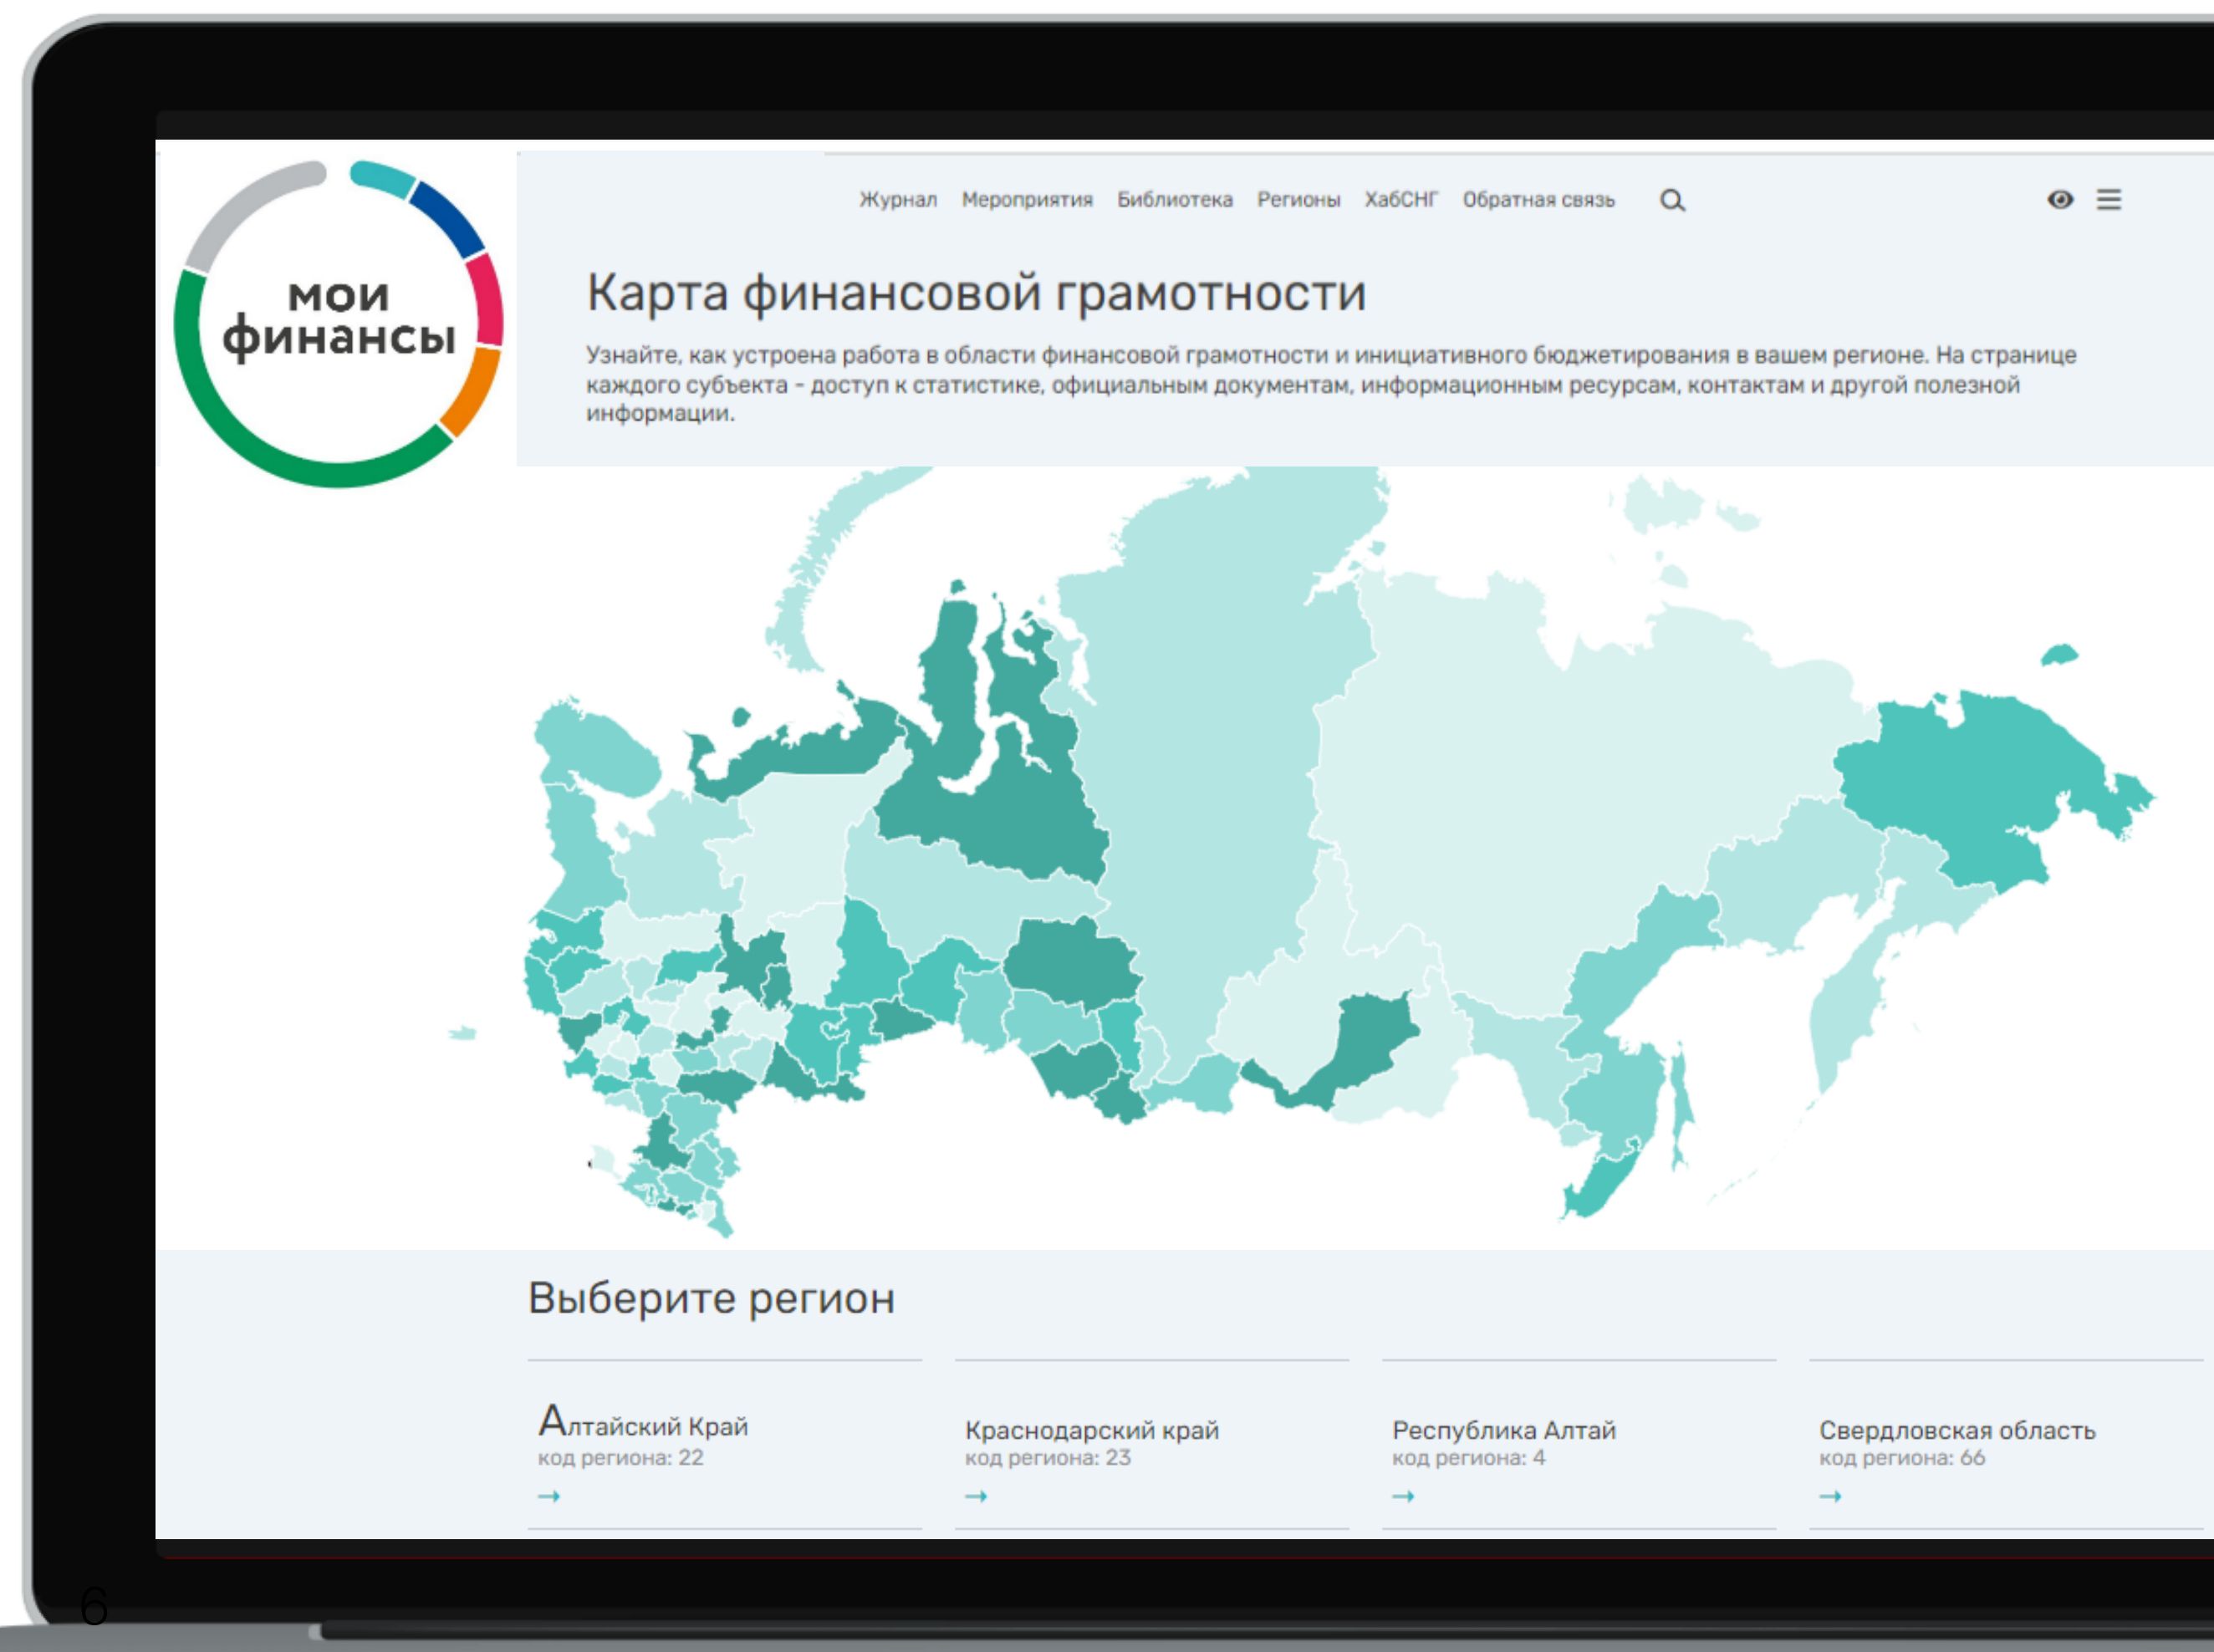 мои
финансы
Журнал Мероприятия Библиотека Регионы ХабСНГ Обратная связь
Карта финансовой грамотности
Узнайте, как устроена работа в области финансовой грамотности и инициативного бюджетирования в вашем регионе. На странице
каждого субъекта - доступ к статистике, официальным документам, информационным ресурсам, контактам и другой полезной
информации.
Выберите регион
Алтайский Край
код региона: 22
Краснодарский край
код региона: 23
Республика Алтай
код региона: 4
Свердловская область
код региона: 66
6